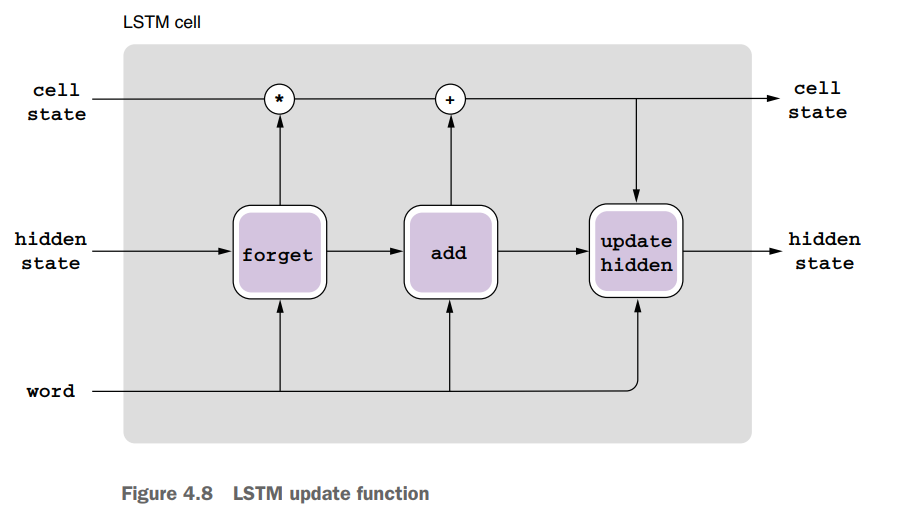 LSTM cell
cell
state
*
+
cell
state
hidden
state
forget
add
update
hidden
hidden
state
word
Figure 4.8 LSTM update function